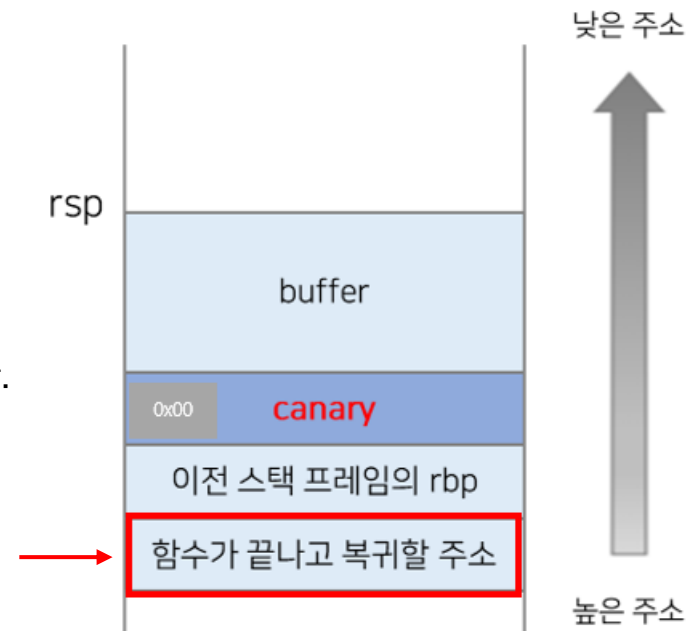 낮은 주소
rsp
buffer
.
0x00 canary
이전 스택 프레임의 rbp
함수가 끝나고 복귀할 주소
높은 주소